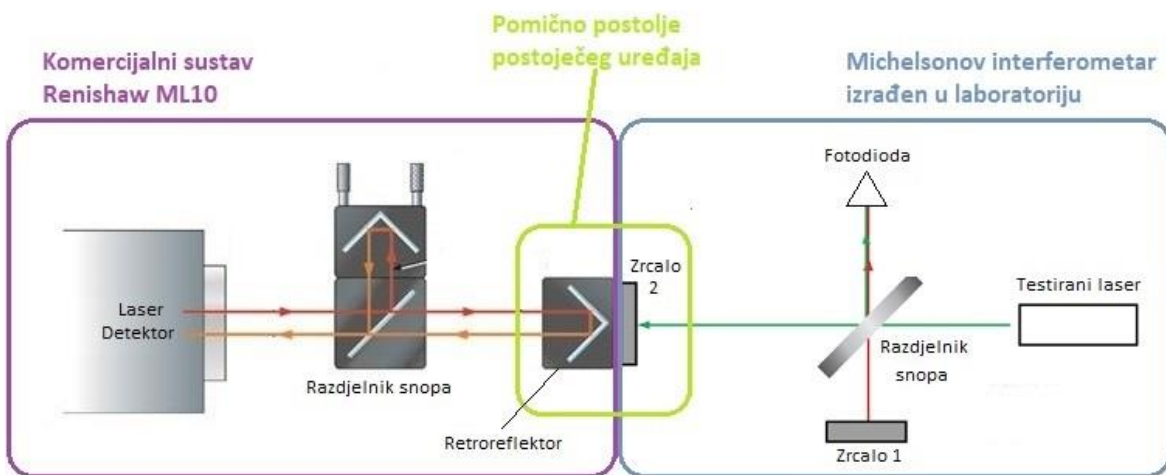 Pomično postolje
postojećeg uređaja
Komercijalni sustav
Renishaw ML10
Michelsonov interferometar
izrađen u laboratoriju
Fotodioda
Zrcalo
2
Testirani laser
Laser
Detektor
Razdjelnik
snopa
Razdjelnik snopa
Retroreflektor
Zrcalo 1